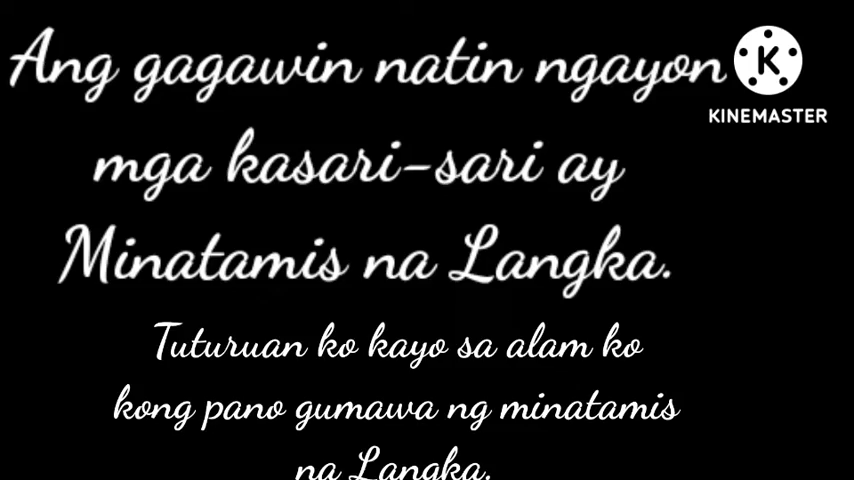 Ang gagawin natin ngayon
KINEMASTER
mga kasari-sari ay
Minatamis na Langka.
Tuturuan ko kayo sa alam ko
kong pano gumawa ng minatamis
na Langka.